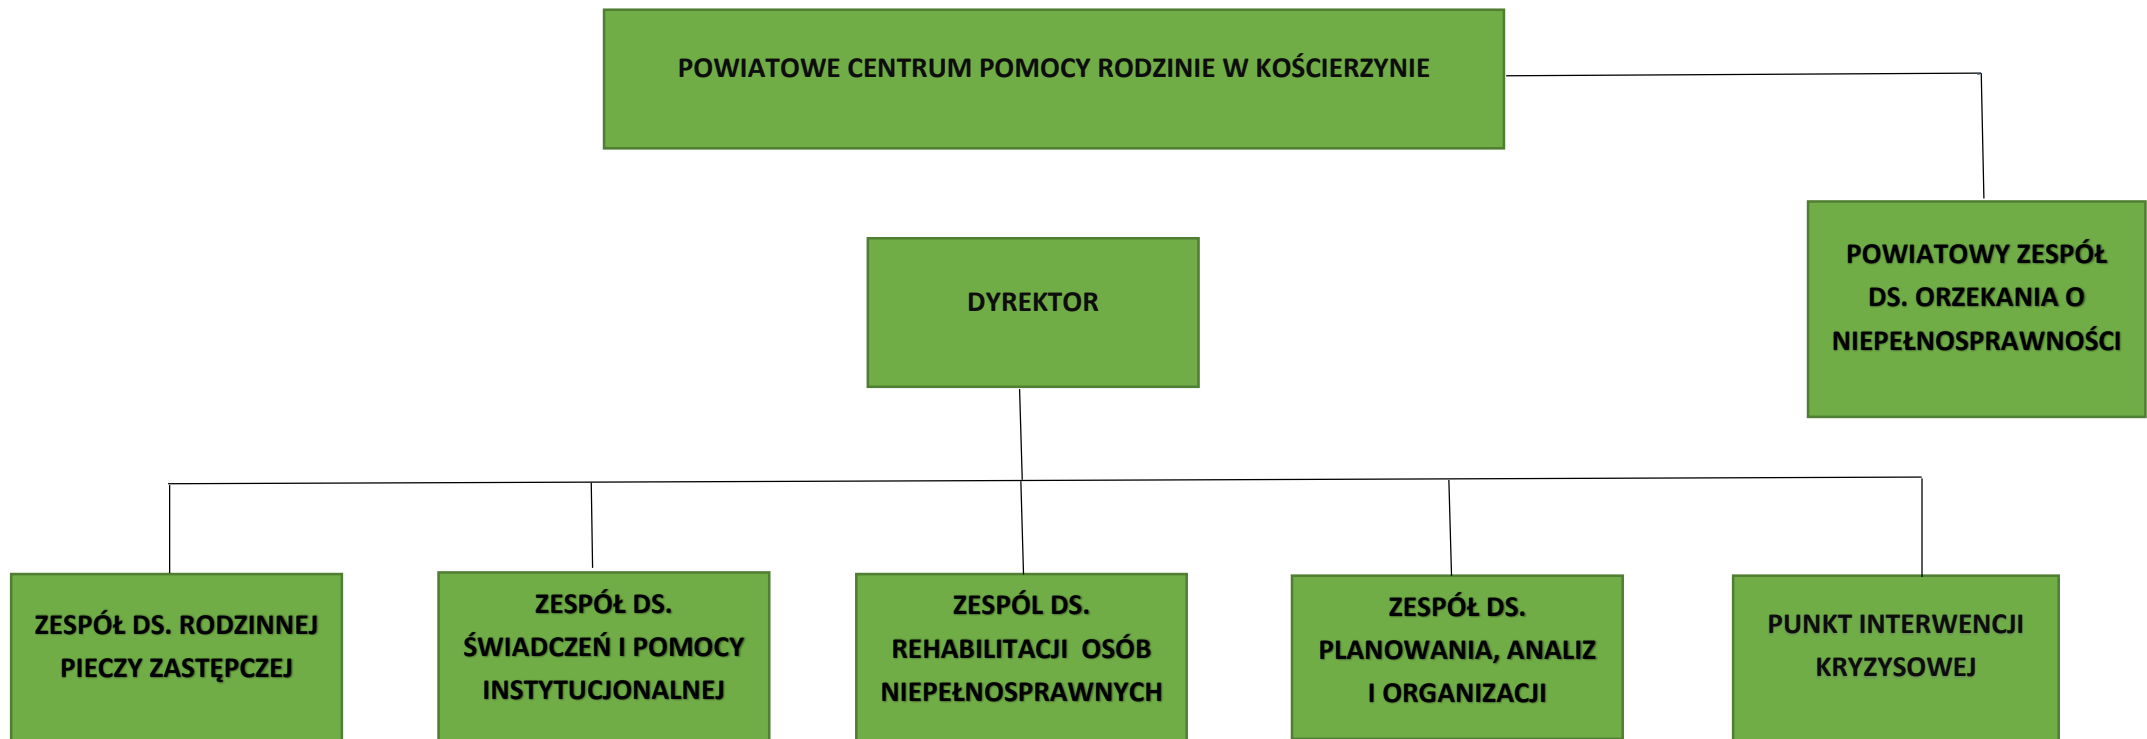 POWIATOWE CENTRUM POMOCY RODZINIE W KOŚCIERZYNIE
POWIATOWY ZESPÓŁ
DS. ORZEKANIA O
NIEPEŁNOSPRAWNOŚCI
DYREKTOR
ZESPÓŁ DS. RODZINNEJ
PIECZY ZASTĘPCZEJ
ZESPÓŁ DS.
ŚWIADCZEŃ I POMOCY
INSTYTUCJONALNEJ
ZESPÓL DS.
REHABILITACJI OSÓB
NIEPEŁNOSPRAWNYCH
ZESPÓŁ DS.
PLANOWANIA, ANALIZ
I ORGANIZACJI
PUNKT INTERWENCJI
KRYZYSOWEJ